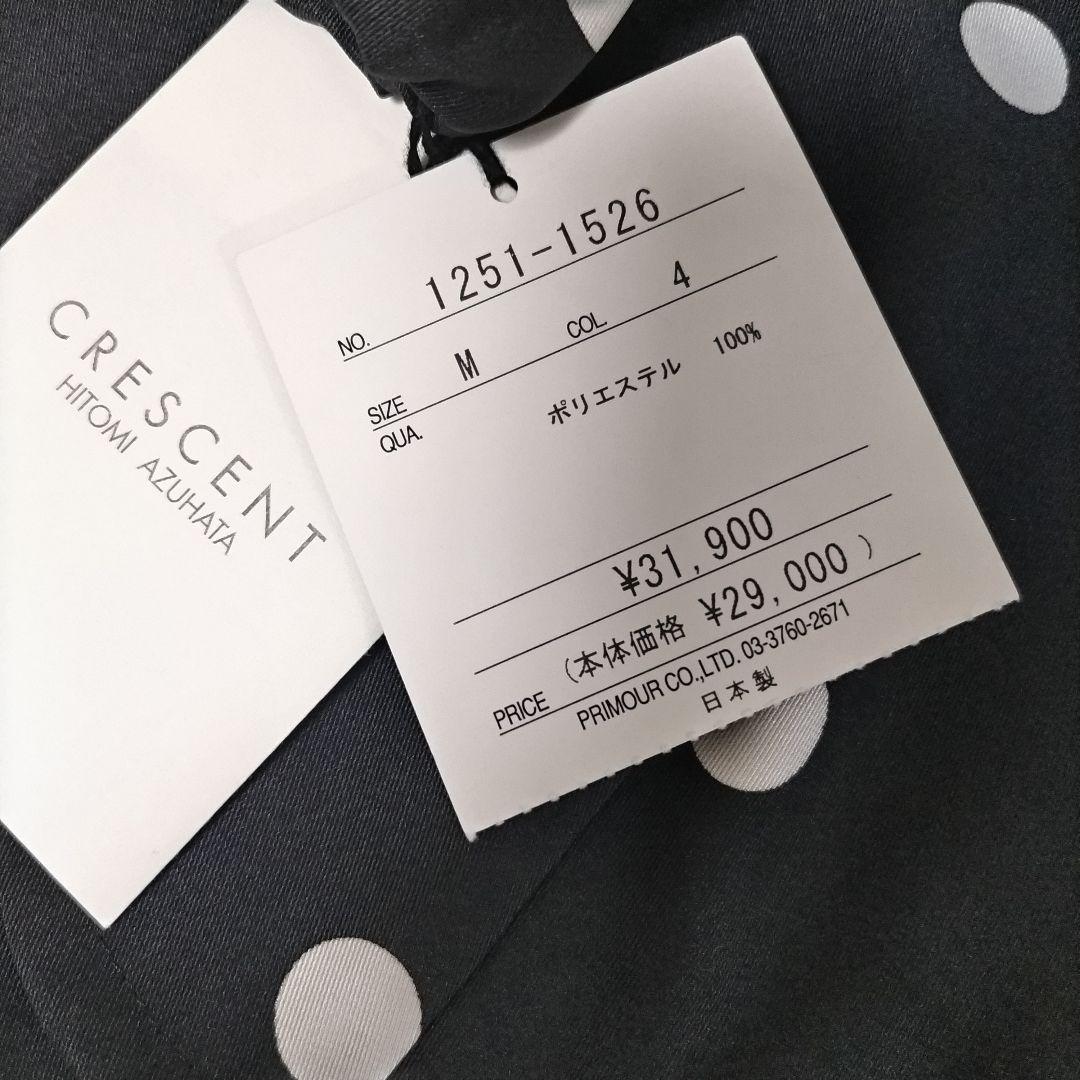 CRESCENT
HITOMI AZUHATA
NO. 1251-1526
SIZE M COL. 4
QUA. ポリエステル 100%
¥31,900
(本体価格 ¥29,000)
PRICE
PRIMOUR CO.,LTD. 03-3760-2671
日本製